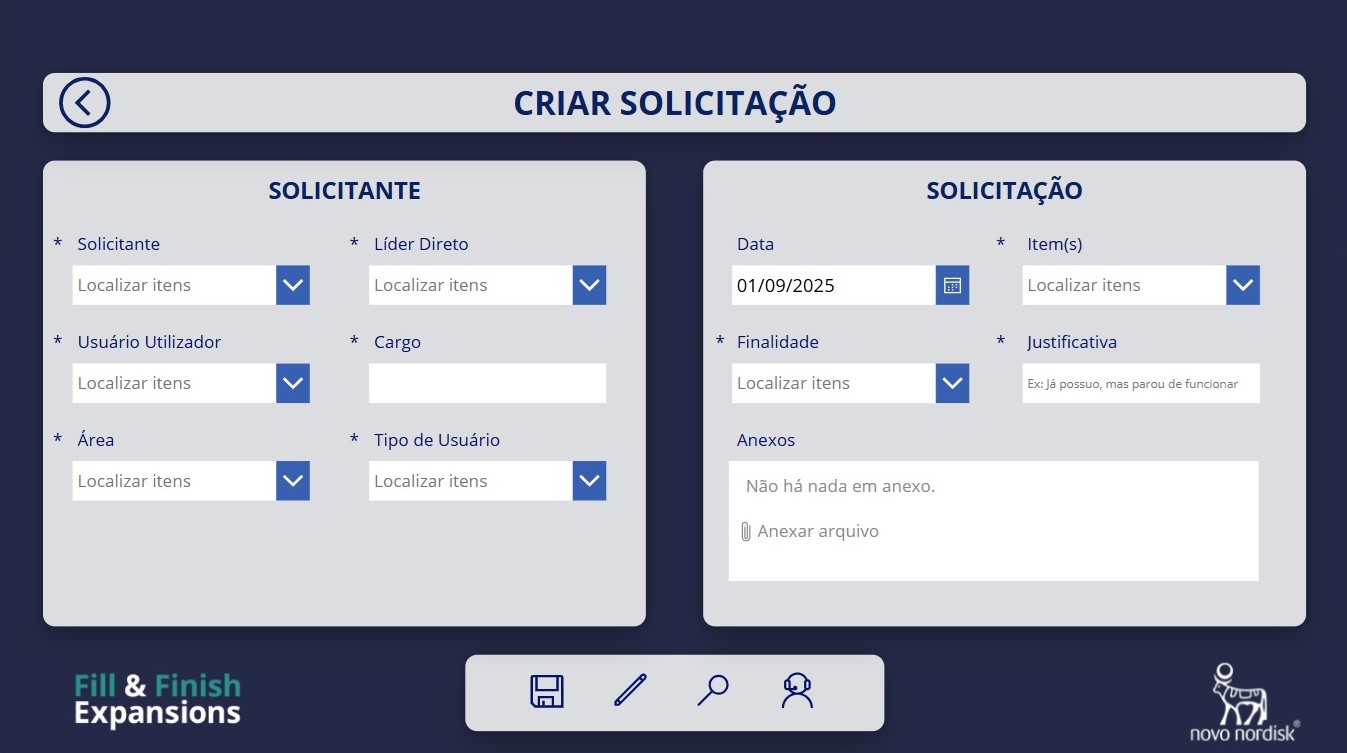 CRIAR SOLICITAÇÃO
SOLICITANTE
* Solicitante
Localizar itens
* Líder Direto
Localizar itens
* Usuário Utilizador
Localizar itens
* Cargo
* Área
Localizar itens
* Tipo de Usuário
Localizar itens
SOLICITAÇÃO
Data
01/09/2025
* Item(s)
Localizar itens
* Finalidade
Localizar itens
* Justificativa
Ex: Já possuo, mas parou de funcionar
Anexos
Não há nada em anexo.
Anexar arquivo
Fill & Finish
Expansions
novo nordisk®